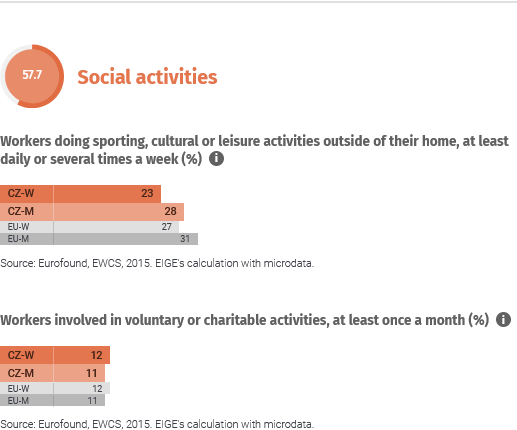 57.7
Social activities
Workers doing sporting, cultural or leisure activities outside of their home, at least
daily or several times a week (%) i
CZ-W 23
CZ-M 28
EU-W 27
EU-M 31
Source: Eurofound, EWCS, 2015. EIGE's calculation with microdata.
Workers involved in voluntary or charitable activities, at least once a month (%) i
CZ-W 12
CZ-M 11
EU-W 12
EU-M 11
Source: Eurofound, EWCS, 2015. EIGE's calculation with microdata.